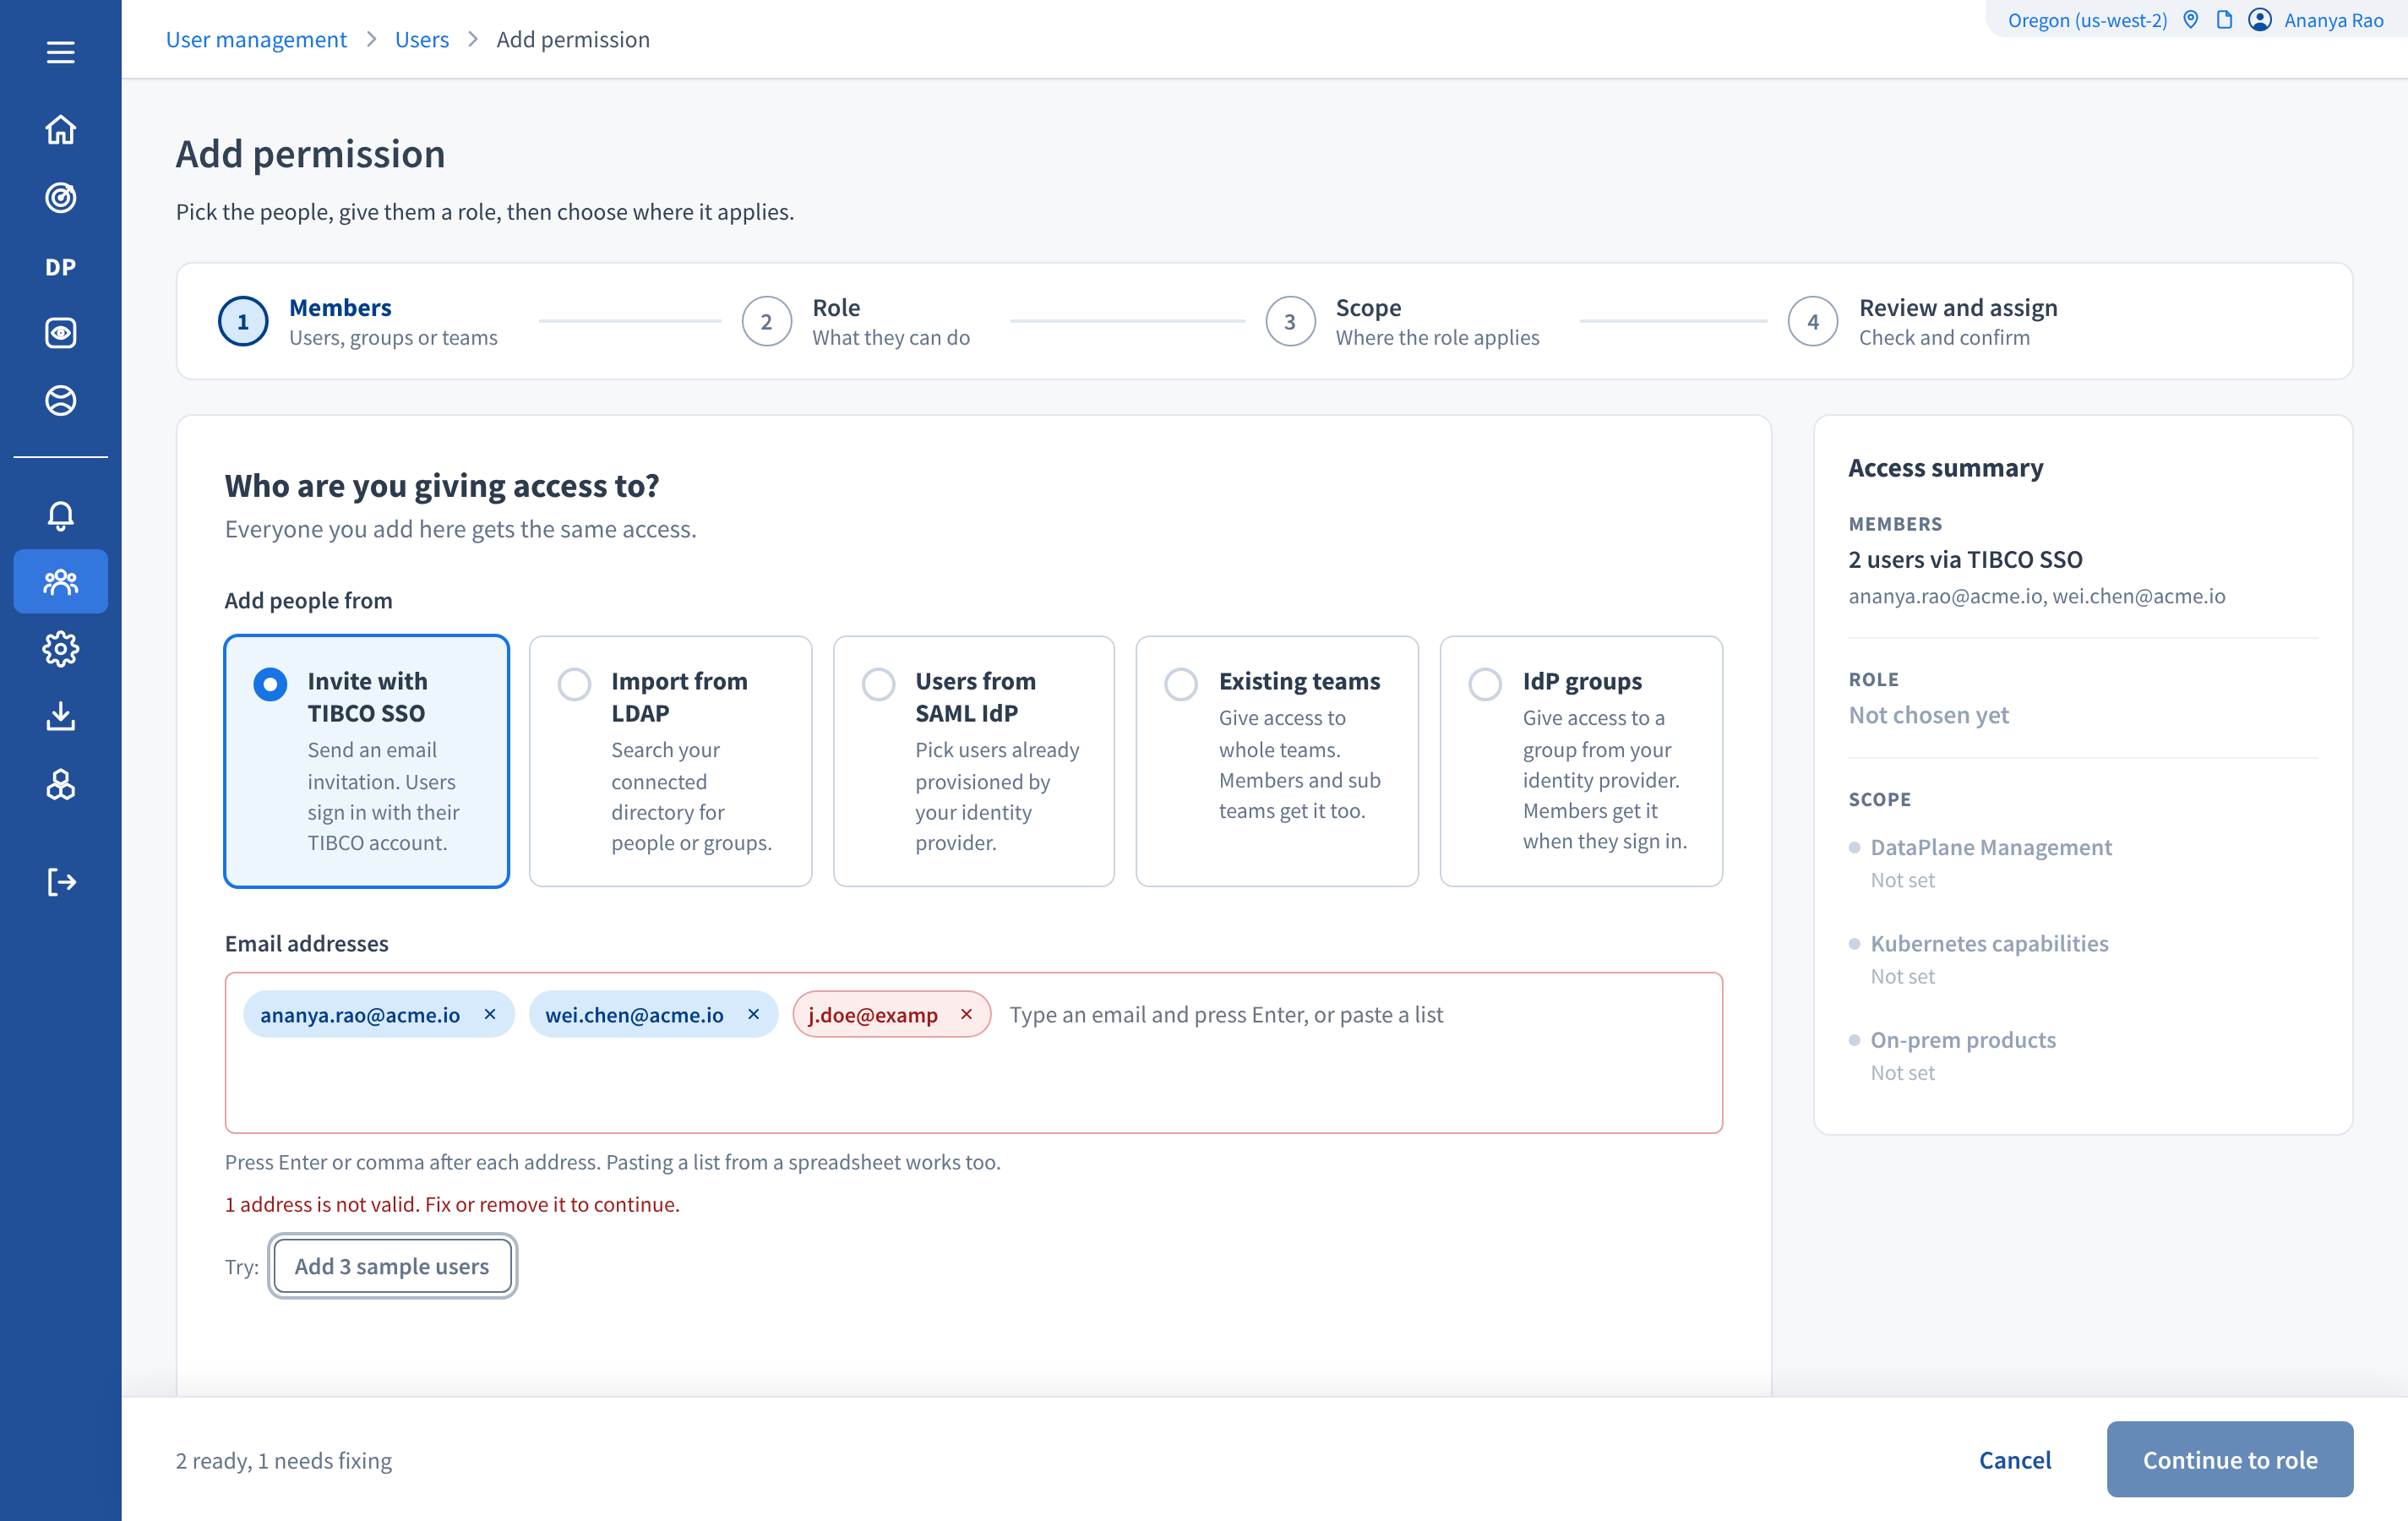 User management > Users > Add permission
Oregon (us-west-2) Ananya Rao
DP
Add permission
Pick the people, give them a role, then choose where it applies.
1 Members
Users, groups or teams
2 Role
What they can do
3 Scope
Where the role applies
4 Review and assign
Check and confirm
Who are you giving access to?
Everyone you add here gets the same access.
Add people from
Invite with
TIBCO SSO
Send an email
invitation. Users
sign in with their
TIBCO account.
Import from
LDAP
Search your
connected
directory for
people or groups.
Users from
SAML IdP
Pick users already
provisioned by
your identity
provider.
Existing teams
Give access to
whole teams.
Members and sub
teams get it too.
IdP groups
Give access to a
group from your
identity provider.
Members get it
when they sign in.
Email addresses
ananya.rao@acme.io × wei.chen@acme.io × j.doe@examp × Type an email and press Enter, or paste a list
Press Enter or comma after each address. Pasting a list from a spreadsheet works too.
1 address is not valid. Fix or remove it to continue.
Try: Add 3 sample users
Access summary
MEMBERS
2 users via TIBCO SSO
ananya.rao@acme.io, wei.chen@acme.io
ROLE
Not chosen yet
SCOPE
DataPlane Management
Not set
Kubernetes capabilities
Not set
On-prem products
Not set
2 ready, 1 needs fixing
Cancel
Continue to role